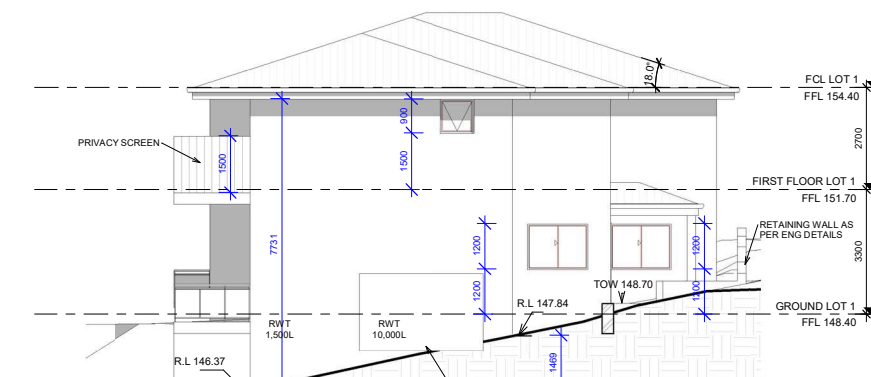 18.0°
FCL LOT 1
FFL 154.40
900
PRIVACY SCREEN
1500
1500
2700
FIRST FLOOR LOT 1
FFL 151.70
7731
1200
1200
RETAINING WALL AS
PER ENG DETAILS
3300
1200
1200
TOW 148.70
R.L 147.84
GROUND LOT 1
FFL 148.40
RWT
1,500L
RWT
10,000L
R.L 146.37
1469